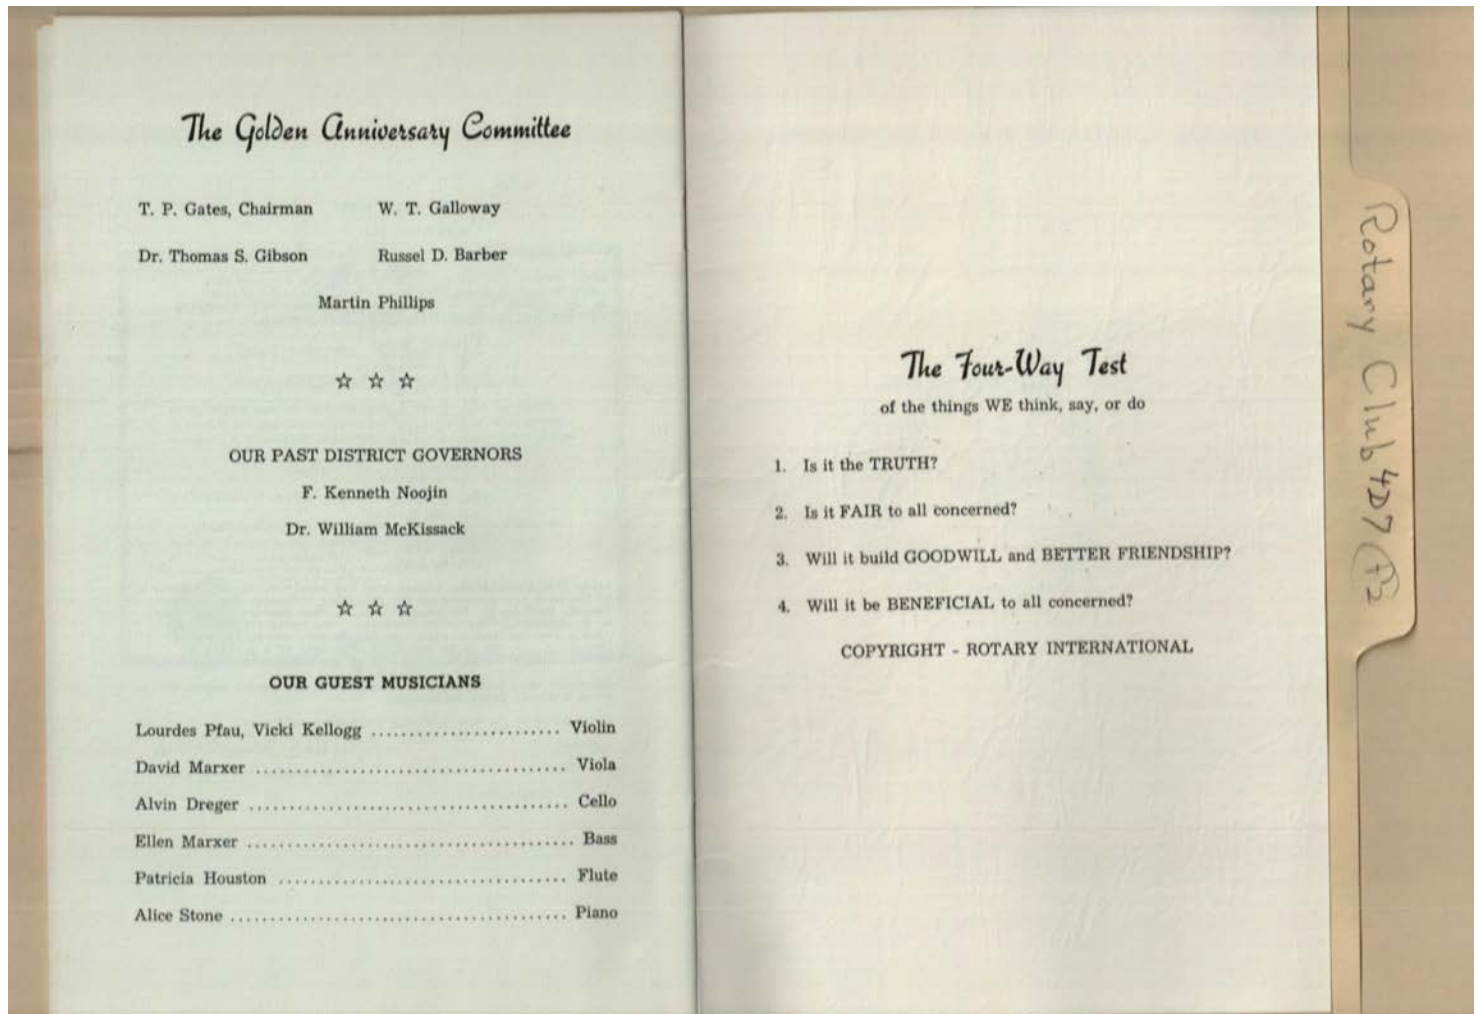 The Golden Anniversary Committee
T. P. Gates, Chairman W. T. Galloway
Dr. Thomas S. Gibson Russel D. Barber
Martin Phillips
☆ ☆ ☆
OUR PAST DISTRICT GOVERNORS
F. Kenneth Noojin
Dr. William McKissack
☆ ☆ ☆
OUR GUEST MUSICIANS
Lourdes Pfau, Vicki Kellogg ........................ Violin
David Marxer ....................................... Viola
Alvin Dreger ........................................ Cello
Ellen Marxer ......................................... Bass
Patricia Houston ..................................... Flute
Alice Stone .......................................... Piano
The Four-Way Test
of the things WE think, say, or do
1. Is it the TRUTH?
2. Is it FAIR to all concerned?
3. Will it build GOODWILL and BETTER FRIENDSHIP?
4. Will it be BENEFICIAL to all concerned?
COPYRIGHT - ROTARY INTERNATIONAL
Rotary Club 4D7